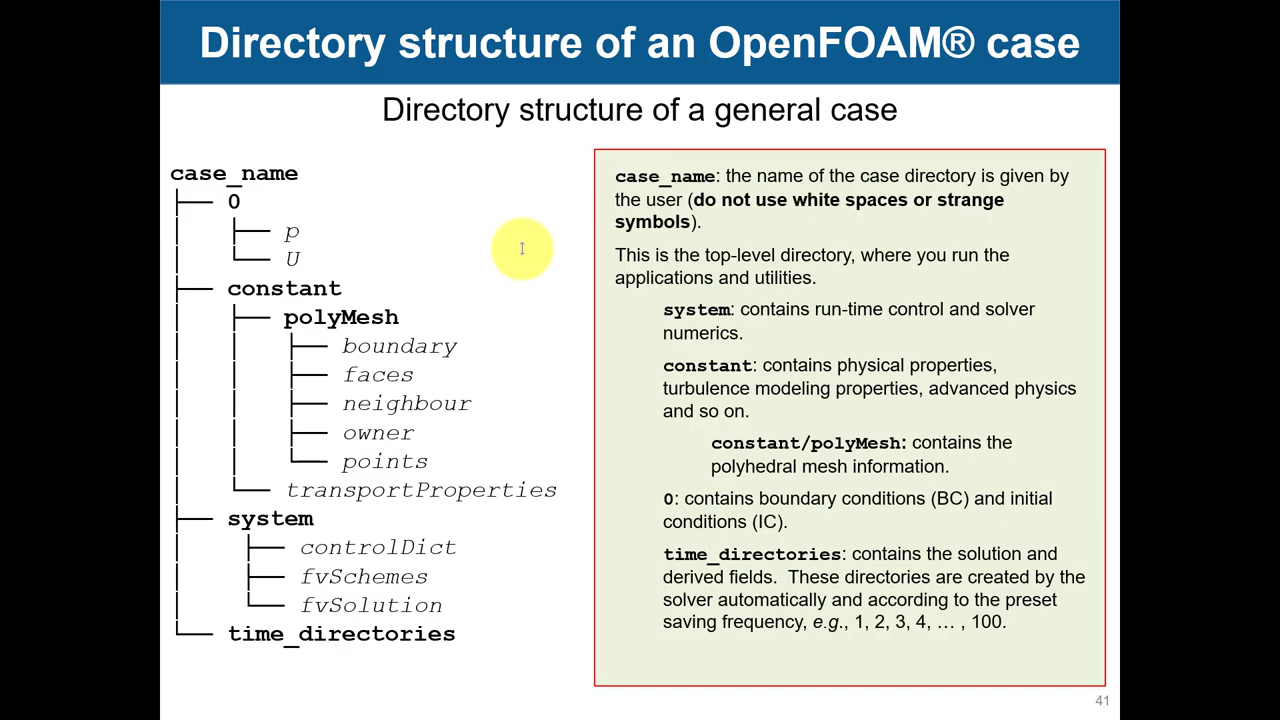 Directory structure of an OpenFOAM® case
Directory structure of a general case
case_name
0
p
U
constant
polyMesh
boundary
faces
neighbour
owner
points
transportProperties
system
controlDict
fvSchemes
fvSolution
time_directories
case_name: the name of the case directory is given by
the user (do not use white spaces or strange
symbols).
This is the top-level directory, where you run the
applications and utilities.
system: contains run-time control and solver
numerics.
constant: contains physical properties,
turbulence modeling properties, advanced physics
and so on.
constant/polyMesh: contains the
polyhedral mesh information.
0: contains boundary conditions (BC) and initial
conditions (IC).
time_directories: contains the solution and
derived fields. These directories are created by the
solver automatically and according to the preset
saving frequency, e.g., 1, 2, 3, 4, … , 100.
41